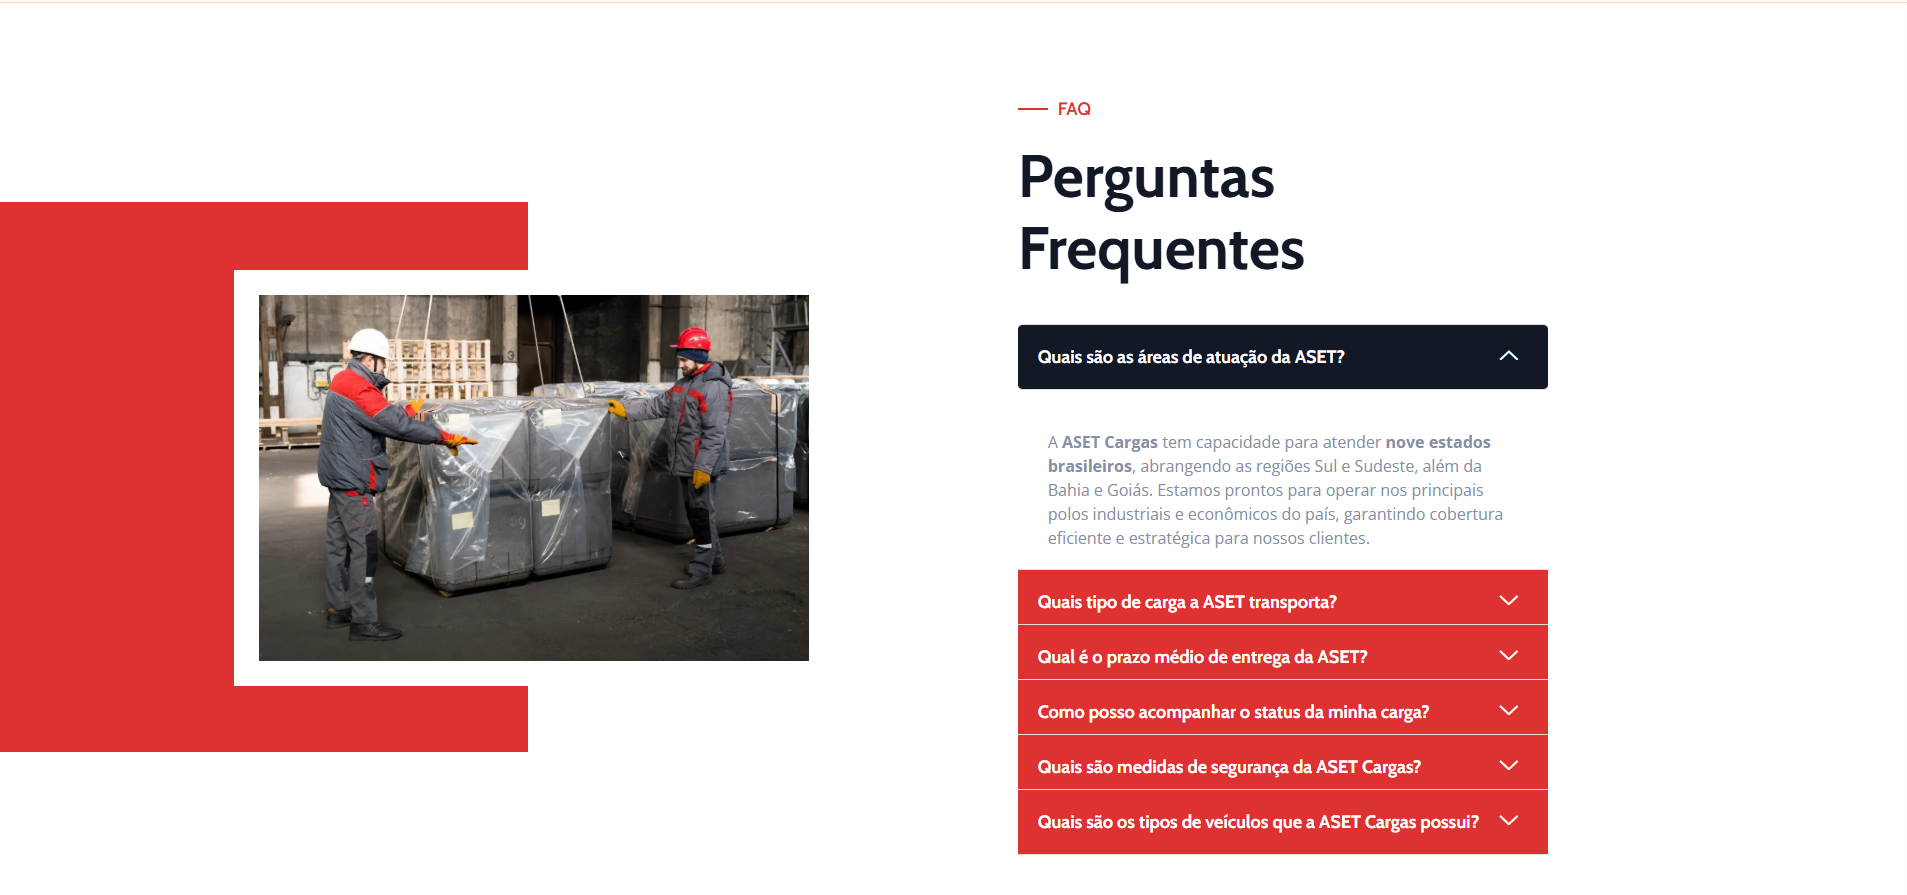 FAQ
Perguntas
Frequentes
Quais são as áreas de atuação da ASET?
A ASET Cargas tem capacidade para atender nove estados
brasileiros, abrangendo as regiões Sul e Sudeste, além da
Bahia e Goiás. Estamos prontos para operar nos principais
polos industriais e econômicos do país, garantindo cobertura
eficiente e estratégica para nossos clientes.
Quais tipo de carga a ASET transporta?
Qual é o prazo médio de entrega da ASET?
Como posso acompanhar o status da minha carga?
Quais são medidas de segurança da ASET Cargas?
Quais são os tipos de veículos que a ASET Cargas possui?